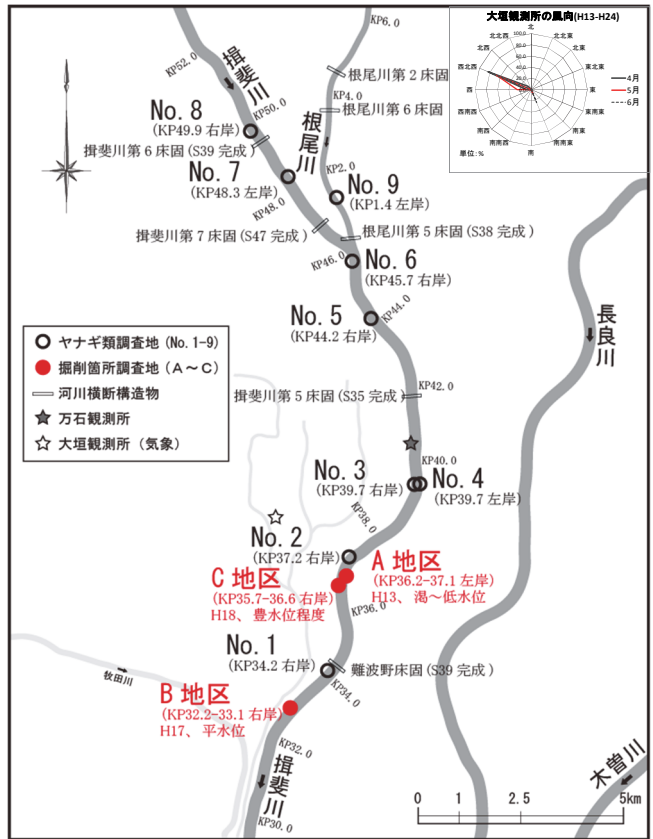 大垣観測所の風向(H13-H24)
北
北北西
北北東
北西
北東
西北西
東北東
西
東
西南西
東南東
南西
南東
南南西
南南東
南
100.0
80.0
60.0
40.0
20.0
0.0
4月
5月
6月
単位:%
KP6.0
KP52.0
揖斐川
根尾川第2床固
KP4.0
根尾川第6床固
KP50.0
No. 8
(KP49.9 右岸)
根尾川
揖斐川第6床固(S39 完成)
No. 7
(KP48.3 左岸)
KP2.0
No. 9
(KP1.4 左岸)
KP48.0
揖斐川第7床固(S47 完成)
根尾川第5床固(S38 完成)
KP46.0
No. 6
(KP45.7 右岸)
No. 5
(KP44.2 右岸)
KP44.0
長良川
ヤナギ類調査地(No.1-9)
掘削箇所調査地(A~C)
河川横断構造物
万石観測所
大垣観測所(気象)
揖斐川第5床固(S35 完成)
KP42.0
KP40.0
No. 3
(KP39.7 右岸)
No. 4
(KP39.7 左岸)
KP38.0
No. 2
(KP37.2 右岸)
A 地区
(KP36.2-37.1 左岸)
H13、渇~低水位
C 地区
(KP35.7-36.6 右岸)
H18、豊水位程度
KP36.0
No. 1
(KP34.2 右岸)
難波野床固(S39 完成)
KP34.0
牧田川
B 地区
(KP32.2-33.1 右岸)
H17、平水位
KP32.0
揖斐川
KP30.0
木曽川
0 1 2.5 5km